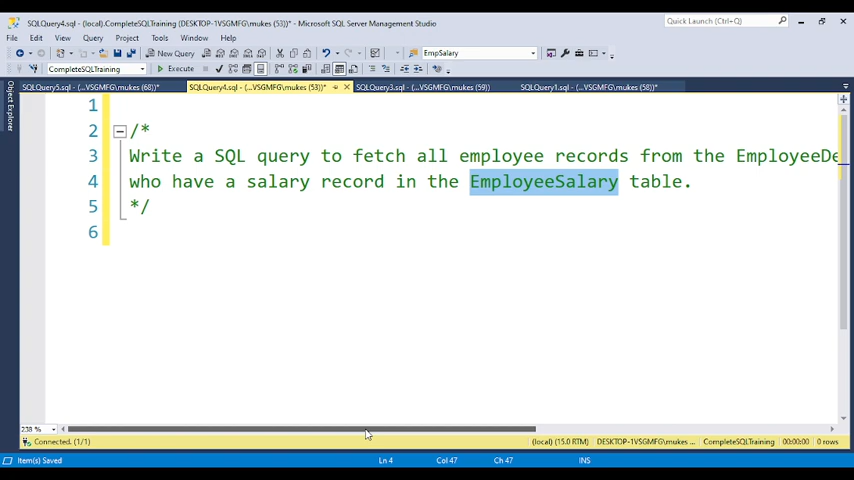 SQLQuery4.sql - (local).CompleteSQLTraining (DESKTOP-1VSGMFG\mukes (53))* - Microsoft SQL Server Management Studio
Quick Launch (Ctrl+Q)
File Edit View Query Project Tools Window Help
New Query
EmpSalary
CompleteSQLTraining
Execute
SQLQuery5.sql - (...VSGMFG\mukes (68))*
SQLQuery4.sql - (...VSGMFG\mukes (53))*
SQLQuery3.sql - (...VSGMFG\mukes (59))
SQLQuery1.sql - (...VSGMFG\mukes (58))*
Object Explorer
1
2 /*
3 Write a SQL query to fetch all employee records from the EmployeeDe
4 who have a salary record in the EmployeeSalary table.
5 */
6
238 %
Connected. (1/1)
(local) (15.0 RTM)
DESKTOP-1VSGMFG\mukes ...
CompleteSQLTraining
00:00:00
0 rows
Item(s) Saved
Ln 4
Col 47
Ch 47
INS